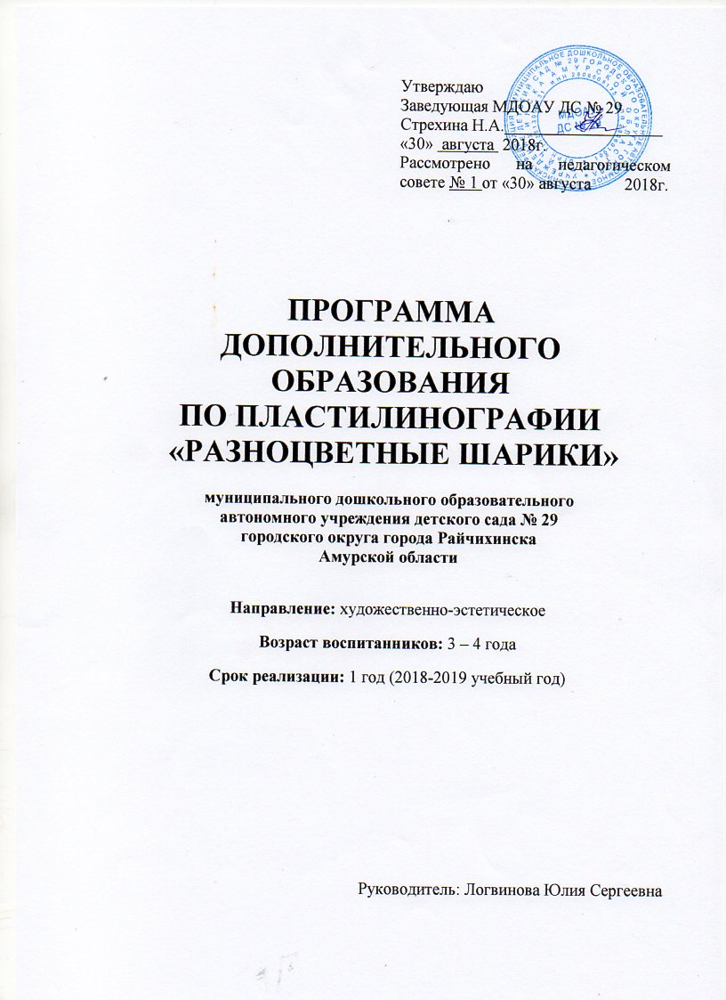 Утверждаю
Заведующая МДОАУ ДС № 29
Стрехина Н.А.
«30» августа 2018г.
Рассмотрено на педагогическом
совете № 1 от «30» августа 2018г.
ПРОГРАММА
ДОПОЛНИТЕЛЬНОГО
ОБРАЗОВАНИЯ
ПО ПЛАСТИЛИНОГРАФИИ
«РАЗНОЦВЕТНЫЕ ШАРИКИ»
муниципального дошкольного образовательного
автономного учреждения детского сада № 29
городского округа города Райчихинска
Амурской области
Направление: художественно-эстетическое
Возраст воспитанников: 3 – 4 года
Срок реализации: 1 год (2018-2019 учебный год)
Руководитель: Логвинова Юлия Сергеевна